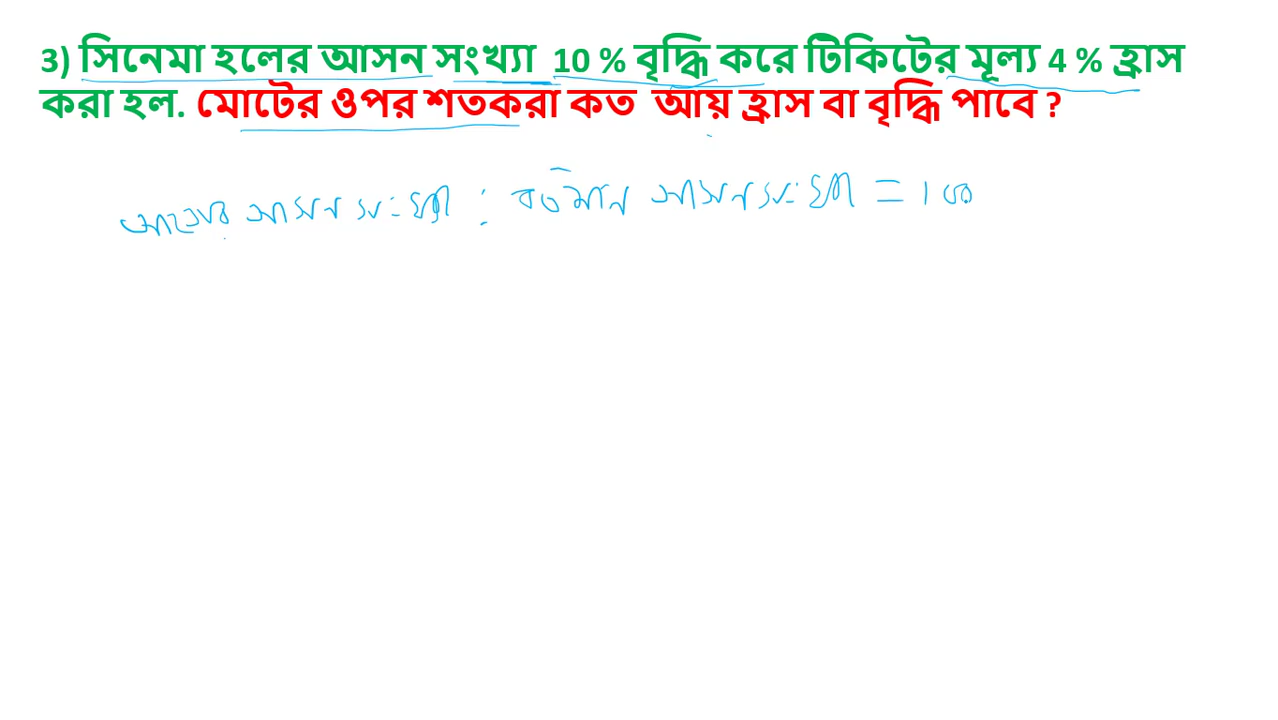 3) সিনেমা হলের আসন সংখ্যা 10 % বৃদ্ধি করে টিকিটের মূল্য 4 % হ্রাস
করা হল. মোটের ওপর শতকরা কত আয় হ্রাস বা বৃদ্ধি পাবে ?
আগের আসন সংখ্যা : বর্তমান আসন সংখ্যা = 100